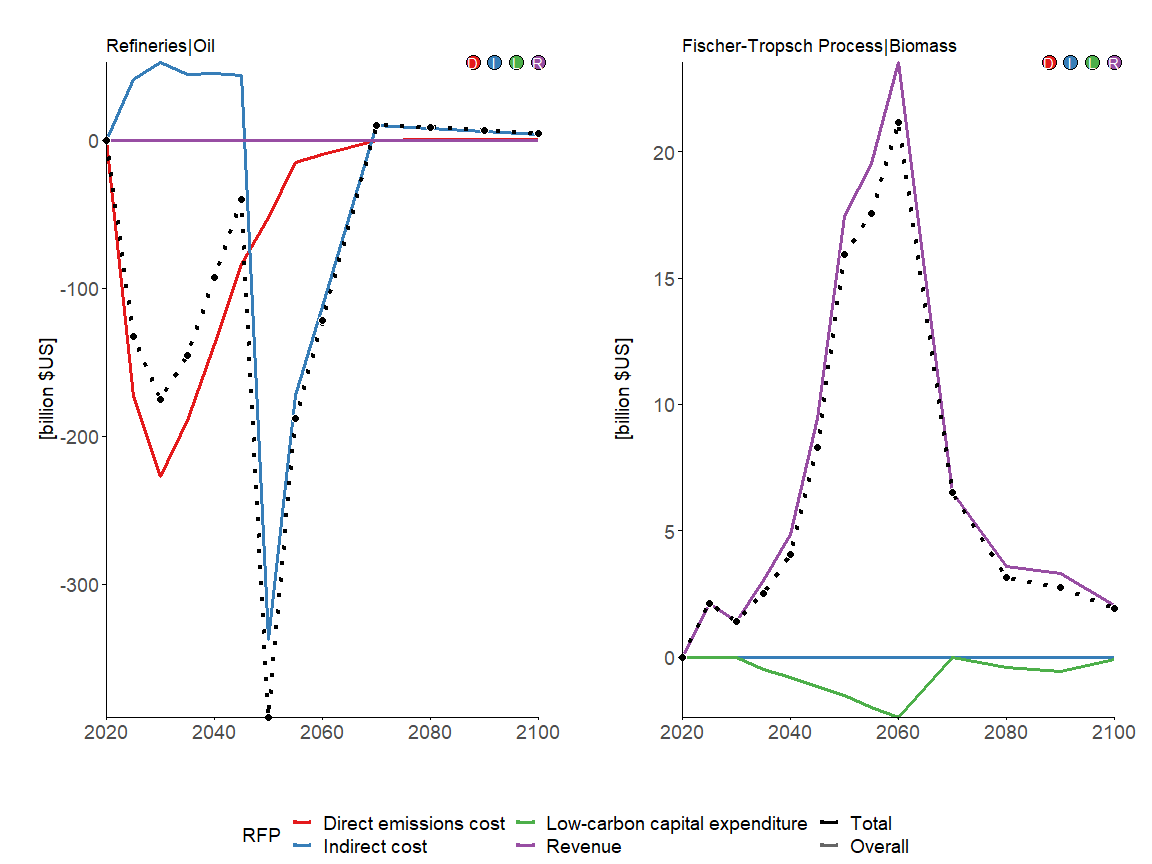 Refineries|Oil
D I L R
0
-100
-200
-300
[billion $US]
2020 2040 2060 2080 2100
Fischer-Tropsch Process|Biomass
D I L R
20
15
10
5
0
[billion $US]
2020 2040 2060 2080 2100
RFP
Direct emissions cost
Indirect cost
Low-carbon capital expenditure
Revenue
Total
Overall